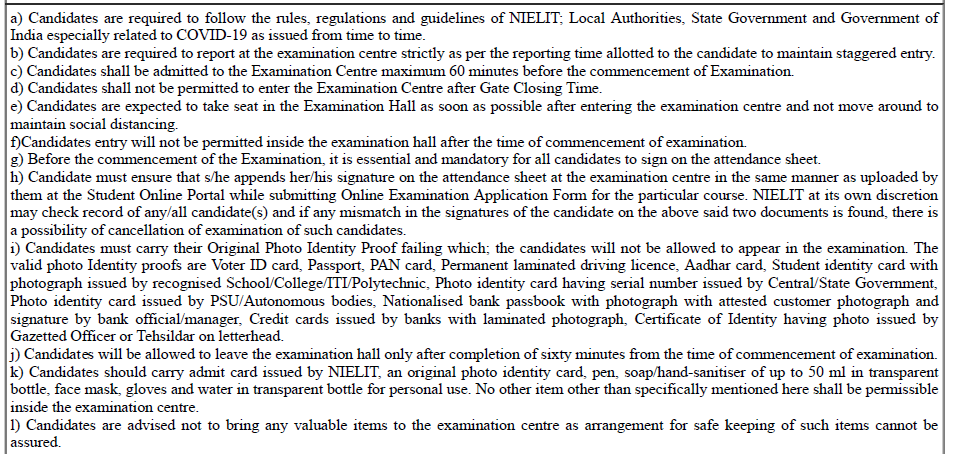 a) Candidates are required to follow the rules, regulations and guidelines of NIELIT; Local Authorities, State Government and Government of
India especially related to COVID-19 as issued from time to time.
b) Candidates are required to report at the examination centre strictly as per the reporting time allotted to the candidate to maintain staggered entry.
c) Candidates shall be admitted to the Examination Centre maximum 60 minutes before the commencement of Examination.
d) Candidates shall not be permitted to enter the Examination Centre after Gate Closing Time.
e) Candidates are expected to take seat in the Examination Hall as soon as possible after entering the examination centre and not move around to
maintain social distancing.
f)Candidates entry will not be permitted inside the examination hall after the time of commencement of examination.
g) Before the commencement of the Examination, it is essential and mandatory for all candidates to sign on the attendance sheet.
h) Candidate must ensure that s/he appends her/his signature on the attendance sheet at the examination centre in the same manner as uploaded by
them at the Student Online Portal while submitting Online Examination Application Form for the particular course. NIELIT at its own discretion
may check record of any/all candidate(s) and if any mismatch in the signatures of the candidate on the above said two documents is found, there is
a possibility of cancellation of examination of such candidates.
i) Candidates must carry their Original Photo Identity Proof failing which; the candidates will not be allowed to appear in the examination. The
valid photo Identity proofs are Voter ID card, Passport, PAN card, Permanent laminated driving licence, Aadhar card, Student identity card with
photograph issued by recognised School/College/ITI/Polytechnic, Photo identity card having serial number issued by Central/State Government,
Photo identity card issued by PSU/Autonomous bodies, Nationalised bank passbook with photograph with attested customer photograph and
signature by bank official/manager, Credit cards issued by banks with laminated photograph, Certificate of Identity having photo issued by
Gazetted Officer or Tehsildar on letterhead.
j) Candidates will be allowed to leave the examination hall only after completion of sixty minutes from the time of commencement of examination.
k) Candidates should carry admit card issued by NIELIT, an original photo identity card, pen, soap/hand-sanitiser of up to 50 ml in transparent
bottle, face mask, gloves and water in transparent bottle for personal use. No other item other than specifically mentioned here shall be permissible
inside the examination centre.
l) Candidates are advised not to bring any valuable items to the examination centre as arrangement for safe keeping of such items cannot be
assured.